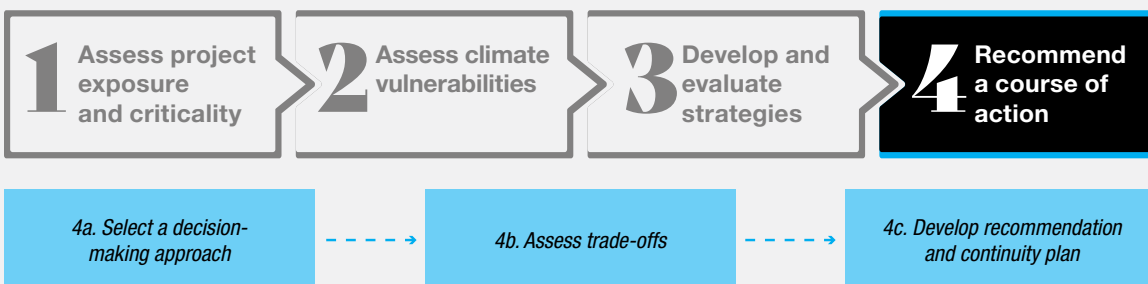 1
Assess project
exposure
and criticality
2
Assess climate
vulnerabilities
3
Develop and
evaluate
strategies
4
Recommend
a course of
action
4a. Select a decision-
making approach
4b. Assess trade-offs
4c. Develop recommendation
and continuity plan